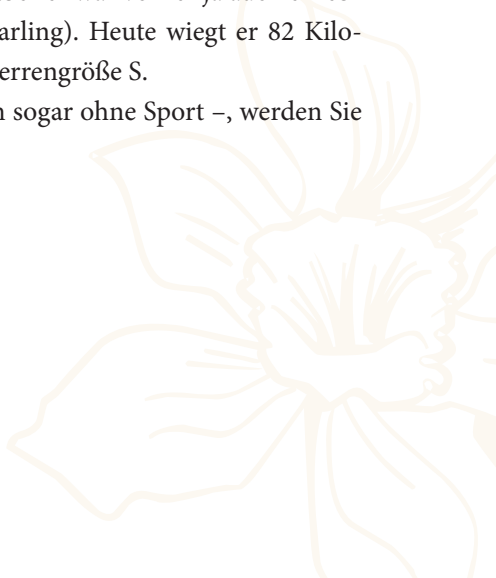 arling). Heute wiegt er 82 Kilo-
errengröße S.
n sogar ohne Sport –, werden Sie